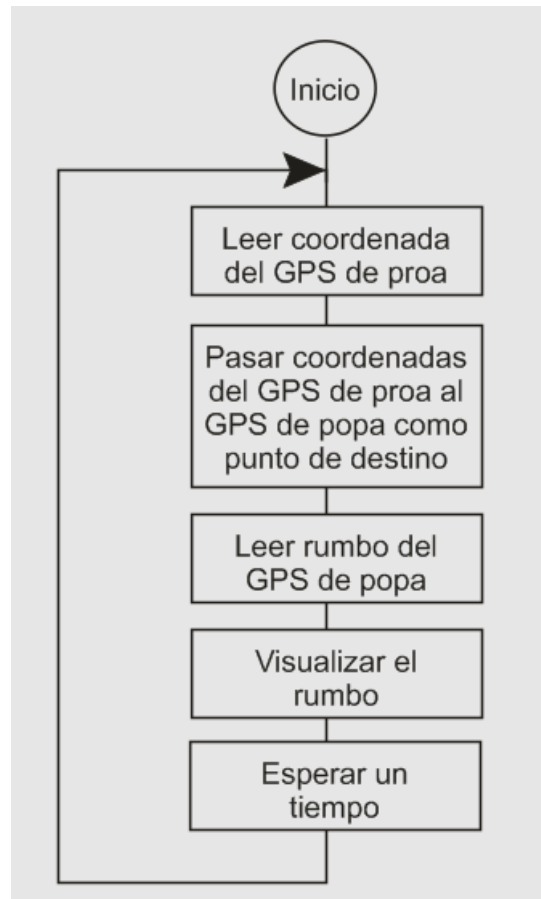 Inicio
Leer coordenada
del GPS de proa
Pasar coordenadas
del GPS de proa al
GPS de popa como
punto de destino
Leer rumbo del
GPS de popa
Visualizar el
rumbo
Esperar un
tiempo